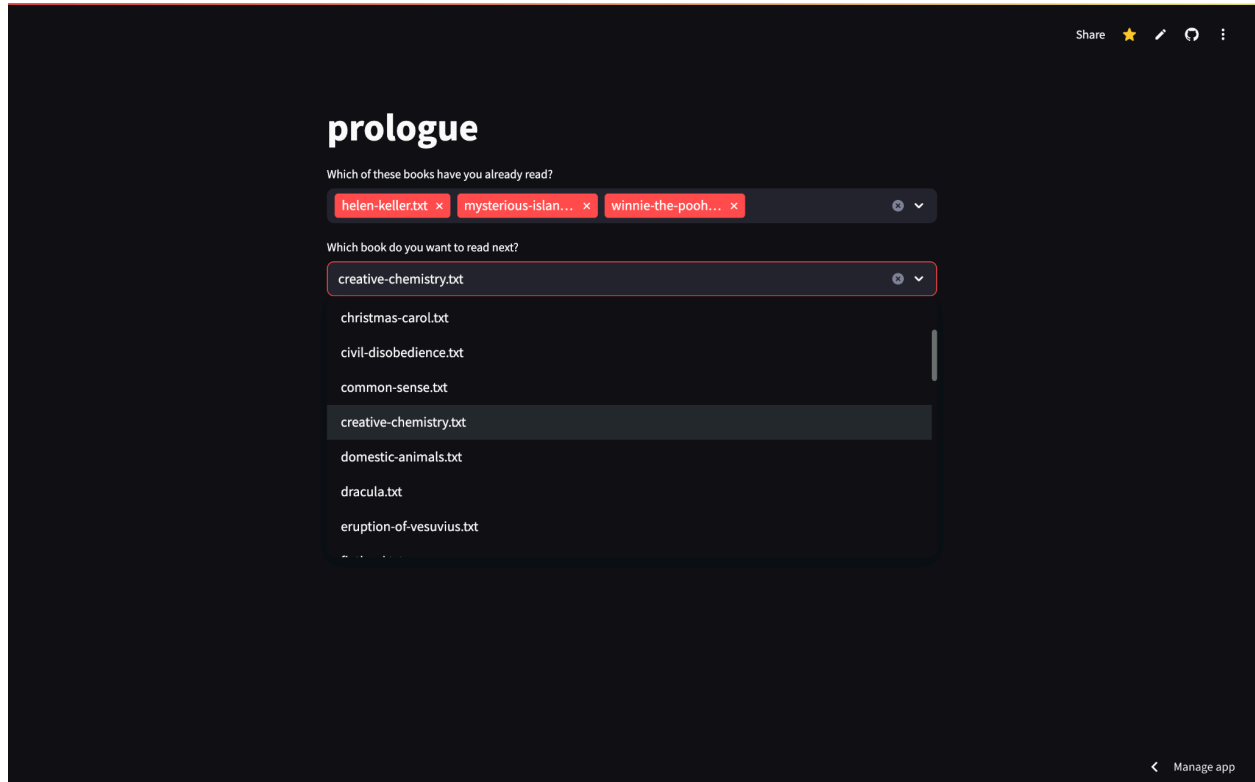 Share
prologue
Which of these books have you already read?
helen-keller.txt × mysterious-islan... × winnie-the-pooh... ×
Which book do you want to read next?
creative-chemistry.txt
christmas-carol.txt
civil-disobedience.txt
common-sense.txt
creative-chemistry.txt
domestic-animals.txt
dracula.txt
eruption-of-vesuvius.txt
Manage app